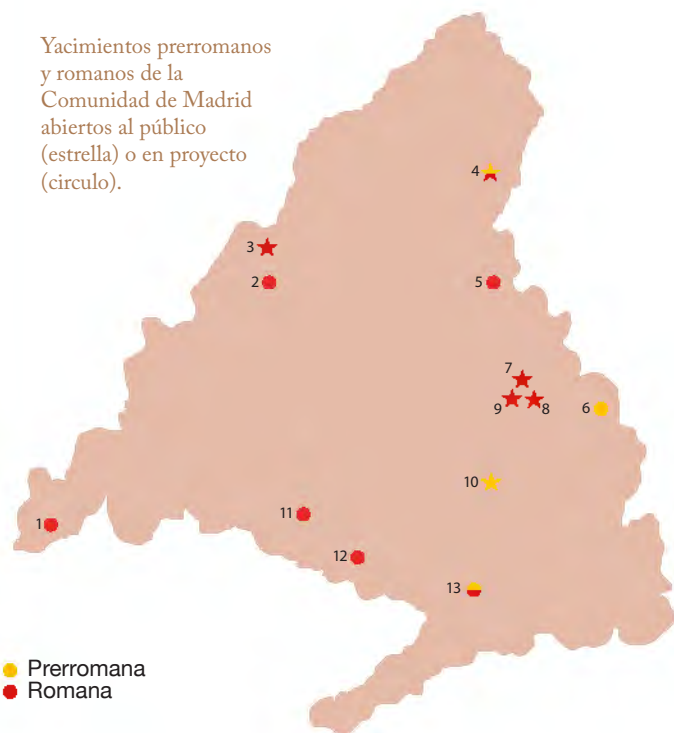 Yacimientos prerromanos
y romanos de la
Comunidad de Madrid
abiertos al público
(estrella) o en proyecto
(circulo).
4
3
2
5
7
9
8
6
10
11
1
12
13
Prerromana
Romana